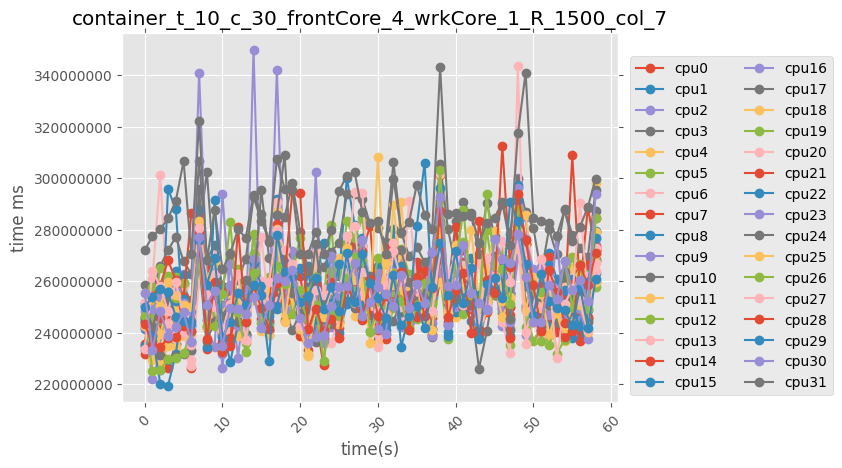 container_t_10_c_30_frontCore_4_wrkCore_1_R_1500_col_7
time ms
340000000
320000000
300000000
280000000
260000000
240000000
220000000
0
10
20
30
40
50
60
time(s)
cpu0
cpu1
cpu2
cpu3
cpu4
cpu5
cpu6
cpu7
cpu8
cpu9
cpu10
cpu11
cpu12
cpu13
cpu14
cpu15
cpu16
cpu17
cpu18
cpu19
cpu20
cpu21
cpu22
cpu23
cpu24
cpu25
cpu26
cpu27
cpu28
cpu29
cpu30
cpu31